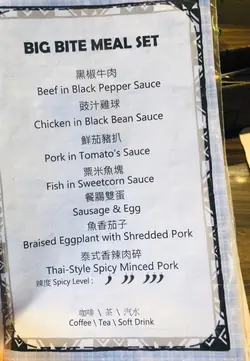 BIG BITE MEAL SET
黑椒牛肉
Beef in Black Pepper Sauce
豉汁雞球
Chicken in Black Bean Sauce
鮮茄豬扒
Pork in Tomato's Sauce
粟米魚塊
Fish in Sweetcorn Sauce
餐腸雙蛋
Sausage & Egg
魚香茄子
Braised Eggplant with Shredded Pork
泰式香辣肉碎
Thai-Style Spicy Minced Pork
辣度 Spicy Level :
咖啡 \ 茶 \ 汽水
Coffee \ Tea \ Soft Drink